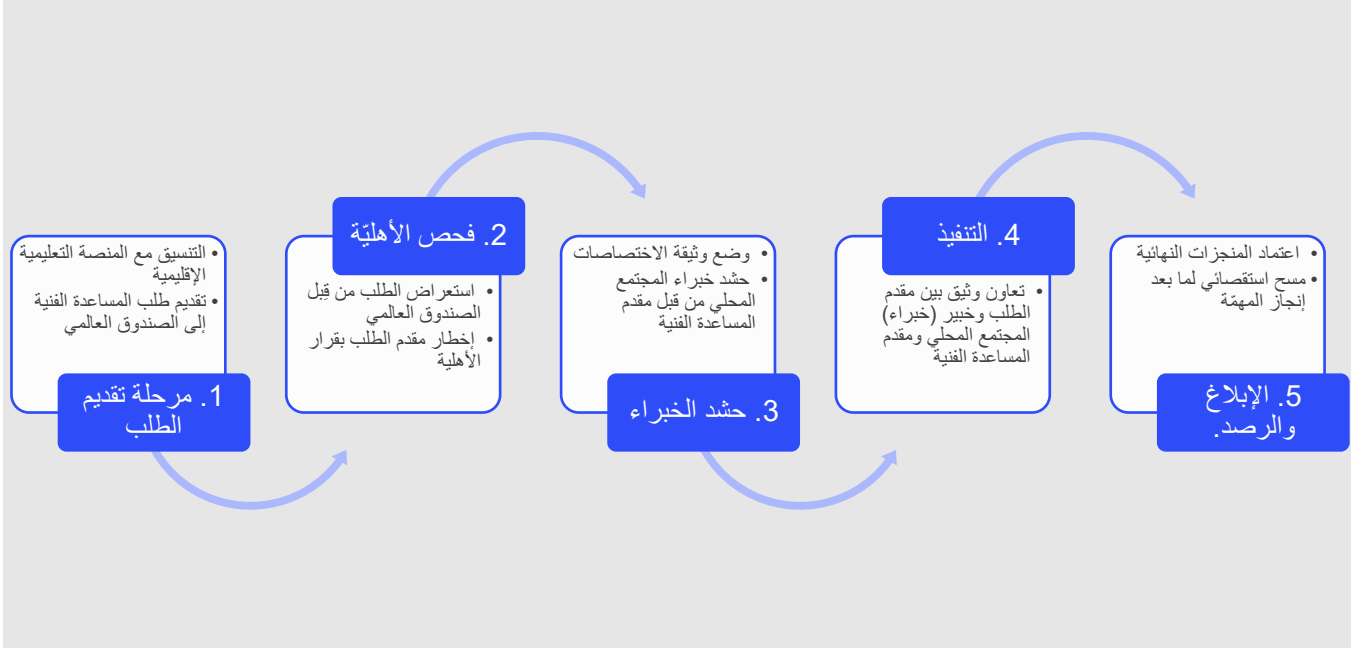 • التنسيق مع المنصة التعليمية
الإقليمية
• تقديم طلب المساعدة الفنية
إلى الصندوق العالمي
1. مرحلة تقديم
الطلب
2. فحص الأهليّة
• استعراض الطلب من قِبل
الصندوق العالمي
• إخطار مقدم الطلب بقرار
الأهلية
• وضع وثيقة الاختصاصات
• حشد خبراء المجتمع
المحلي من قبل مقدم
المساعدة الفنية
3. حشد الخبراء
4. التنفيذ
• تعاون وثيق بين مقدم
الطلب وخبير (خبراء)
المجتمع المحلي ومقدم
المساعدة الفنية
• اعتماد المنجزات النهائية
• مسح استقصائي لما بعد
إنجاز المهمّة
5. الإبلاغ
والرصد.